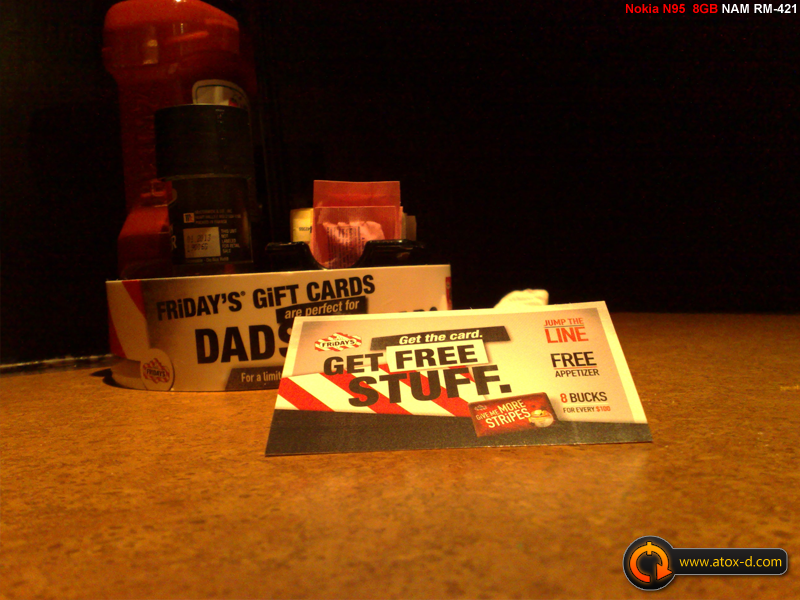 Nokia N95 8GB NAM RM-421
FRiDAY'S® GiFT CARDS
are perfect for
DADS
For a limit
FRiDAYS
FRiDAYS
Get the card.
GET FREE
STUFF.
GIVE ME MORE
STRiPES
JUMP THE
LINE
FREE
APPETIZER
8 BUCKS
FOR EVERY $100
www.atox-d.com